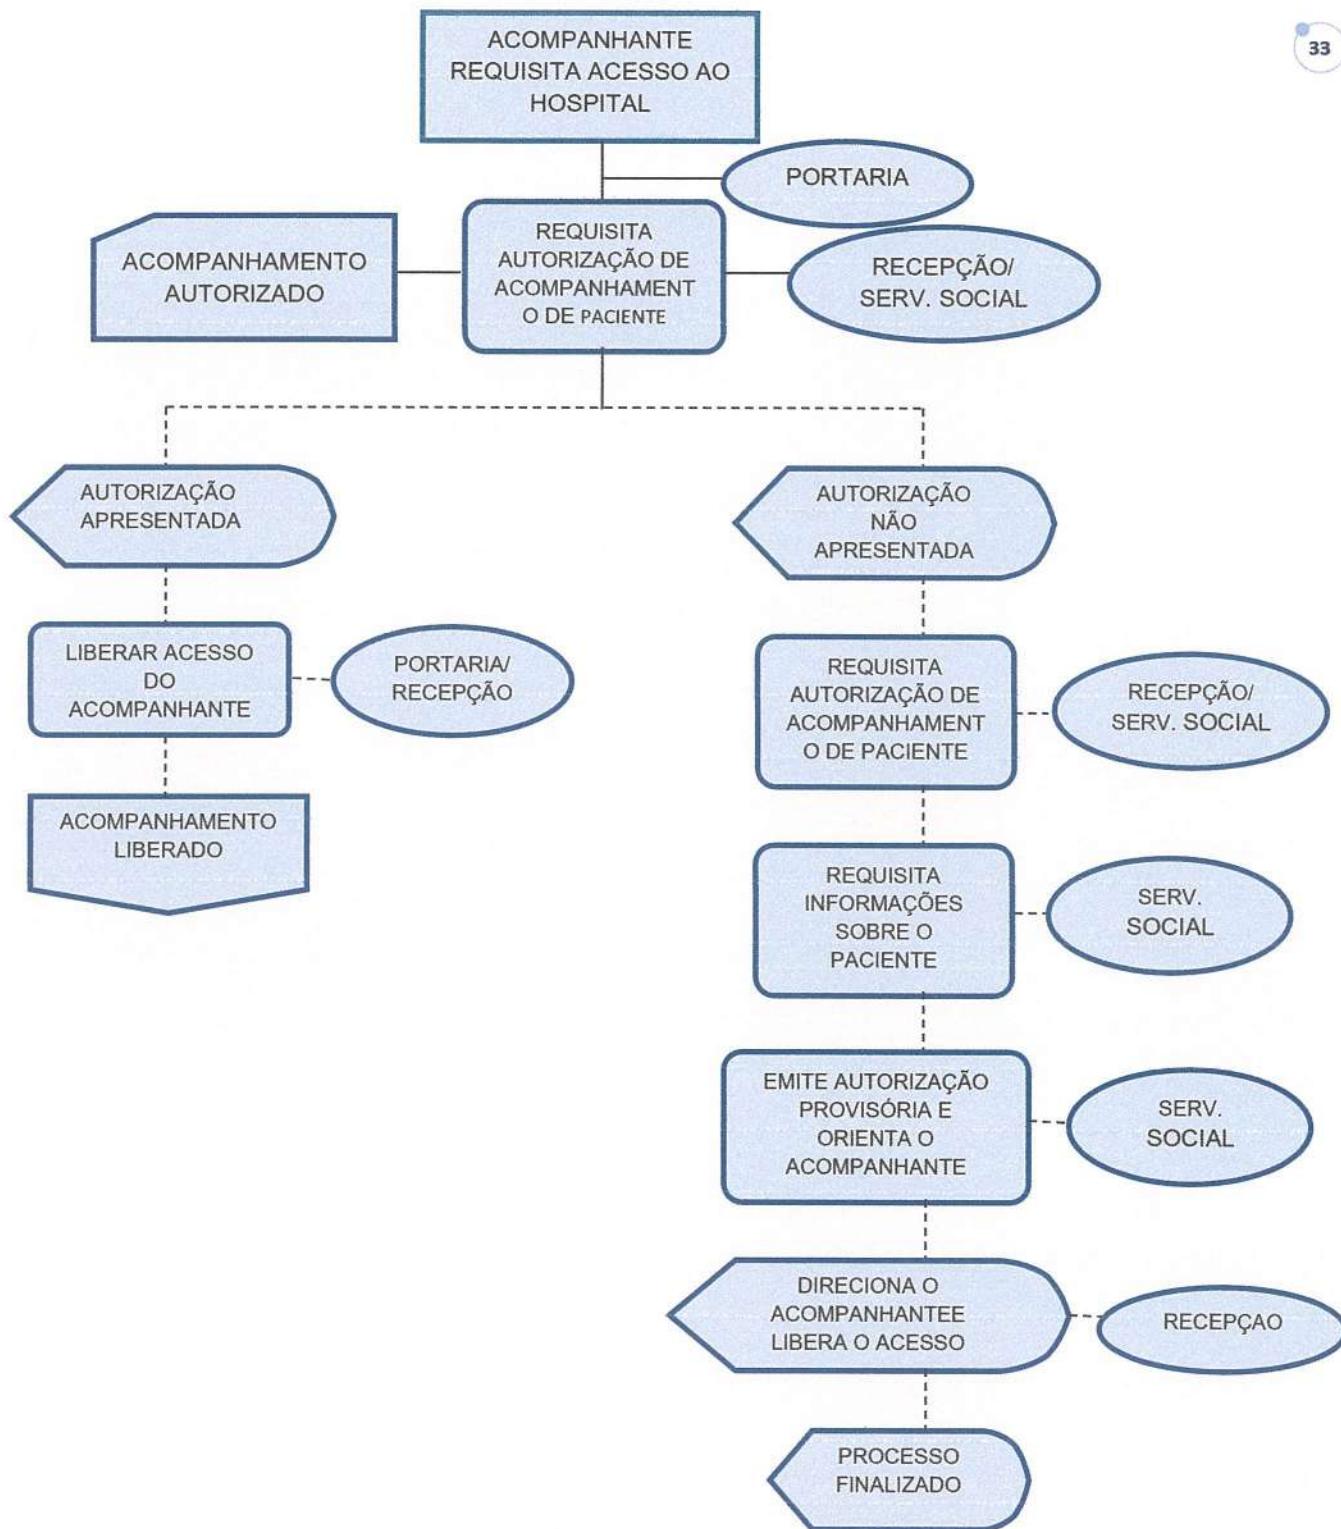 33
ACOMPANHANTE
REQUISITA ACESSO AO
HOSPITAL
PORTARIA
REQUISITA
AUTORIZAÇÃO DE
ACOMPANHAMENT
O DE PACIENTE
ACOMPANHAMENTO
AUTORIZADO
RECEPÇÃO/
SERV. SOCIAL
AUTORIZAÇÃO
APRESENTADA
AUTORIZAÇÃO
NÃO
APRESENTADA
LIBERAR ACESSO
DO
ACOMPANHANTE
PORTARIA/
RECEPÇÃO
REQUISITA
AUTORIZAÇÃO DE
ACOMPANHAMENT
O DE PACIENTE
RECEPÇÃO/
SERV. SOCIAL
ACOMPANHAMENTO
LIBERADO
REQUISITA
INFORMAÇÕES
SOBRE O
PACIENTE
SERV.
SOCIAL
EMITE AUTORIZAÇÃO
PROVISÓRIA E
ORIENTA O
ACOMPANHANTE
SERV.
SOCIAL
DIRECIONA O
ACOMPANHANTEE
LIBERA O ACESSO
RECEPÇAO
PROCESSO
FINALIZADO